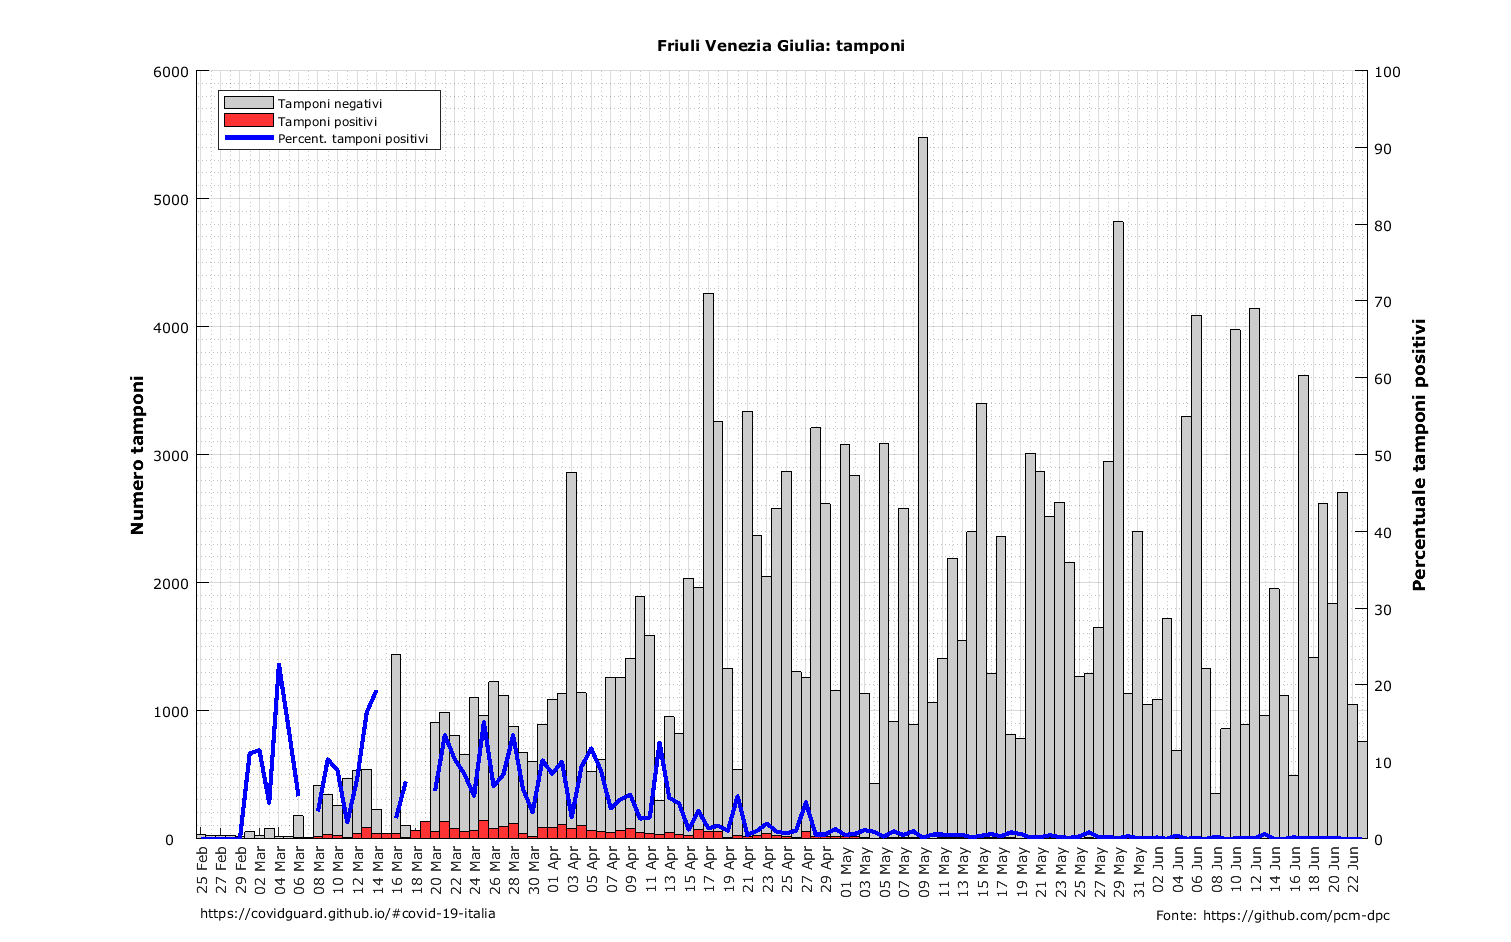 Friuli Venezia Giulia: tamponi
Tamponi negativi
Tamponi positivi
Percent. tamponi positivi
Numero tamponi
6000
5000
4000
3000
2000
1000
0
Percentuale tamponi positivi
100
90
80
70
60
50
40
30
20
10
0
25 Feb
27 Feb
29 Feb
02 Mar
04 Mar
06 Mar
08 Mar
10 Mar
12 Mar
14 Mar
16 Mar
18 Mar
20 Mar
22 Mar
24 Mar
26 Mar
28 Mar
30 Mar
01 Apr
03 Apr
05 Apr
07 Apr
09 Apr
11 Apr
13 Apr
15 Apr
17 Apr
19 Apr
21 Apr
23 Apr
25 Apr
27 Apr
29 Apr
01 May
03 May
05 May
07 May
09 May
11 May
13 May
15 May
17 May
19 May
21 May
23 May
25 May
27 May
29 May
31 May
02 Jun
04 Jun
06 Jun
08 Jun
10 Jun
12 Jun
14 Jun
16 Jun
18 Jun
20 Jun
22 Jun
https://covidguard.github.io/#covid-19-italia
Fonte: https://github.com/pcm-dpc